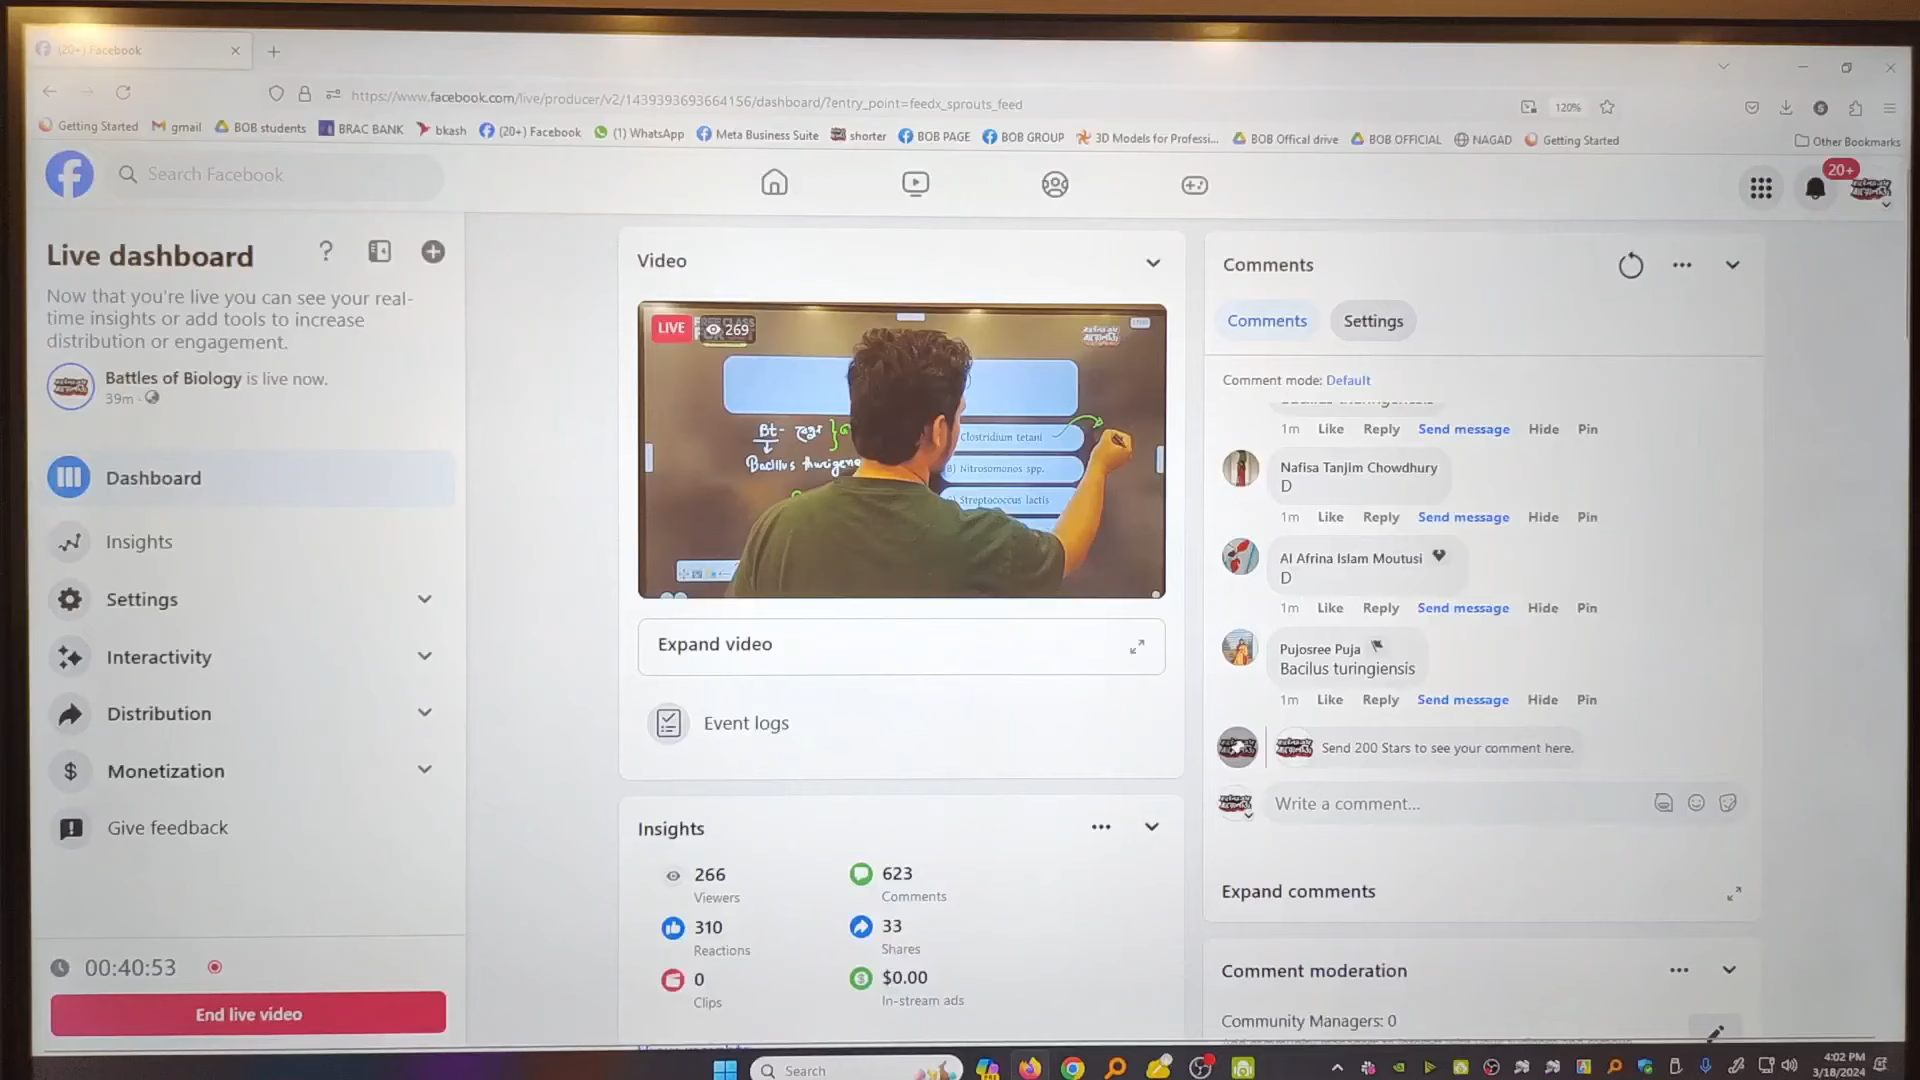 (20+) Facebook
https://www.facebook.com/live/producer/v2/1439393693664156/dashboard/?entry_point=feedx_sprouts_feed
120%
Getting Started
gmail
BOB students
BRAC BANK
bkash
(20+) Facebook
(1) WhatsApp
Meta Business Suite
shorter
BOB PAGE
BOB GROUP
3D Models for Professi...
BOB Offical drive
BOB OFFICIAL
NAGAD
Getting Started
Other Bookmarks
Search Facebook
20+
Live dashboard
Now that you're live you can see your real-
time insights or add tools to increase
distribution or engagement.
Battles of Biology is live now.
39m
Dashboard
Insights
Settings
Interactivity
Distribution
Monetization
Give feedback
00:40:53
End live video
Video
LIVE
269
Bt-
Bacillus
Clostridium tetani
B) Nitrosomonos spp.
Streptococcus lactis
Expand video
Event logs
Insights
266
Viewers
623
Comments
310
Reactions
33
Shares
0
Clips
$0.00
In-stream ads
Comments
Comments
Settings
Comment mode: Default
1m Like Reply Send message Hide Pin
Nafisa Tanjim Chowdhury
D
1m Like Reply Send message Hide Pin
Al Afrina Islam Moutusi
D
1m Like Reply Send message Hide Pin
Pujosree Puja
Bacilus turingiensis
1m Like Reply Send message Hide Pin
Send 200 Stars to see your comment here.
Write a comment...
Expand comments
Comment moderation
Community Managers: 0
Search
4:02 PM
3/18/2024